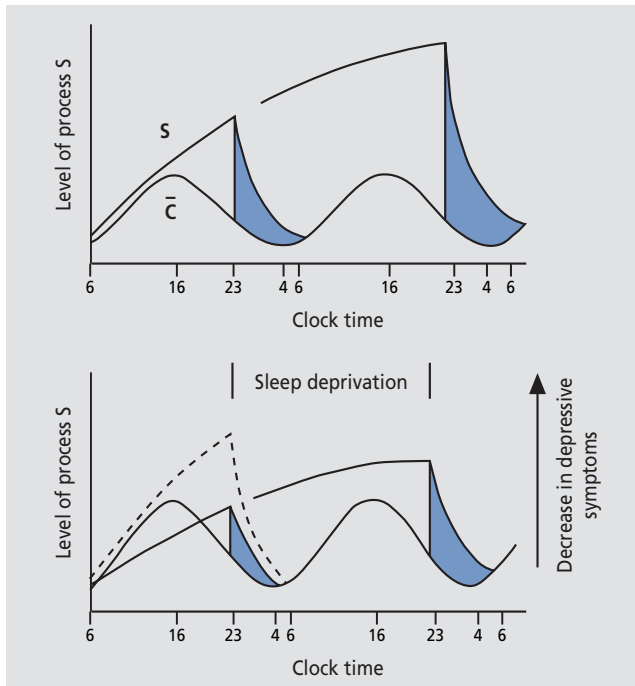 Level of process S
S
C̄
6 16 23 4 6 16 23 4 6
Clock time
Sleep deprivation
Level of process S
Decrease in depressive
symptoms
6 16 23 4 6 16 23 4 6
Clock time